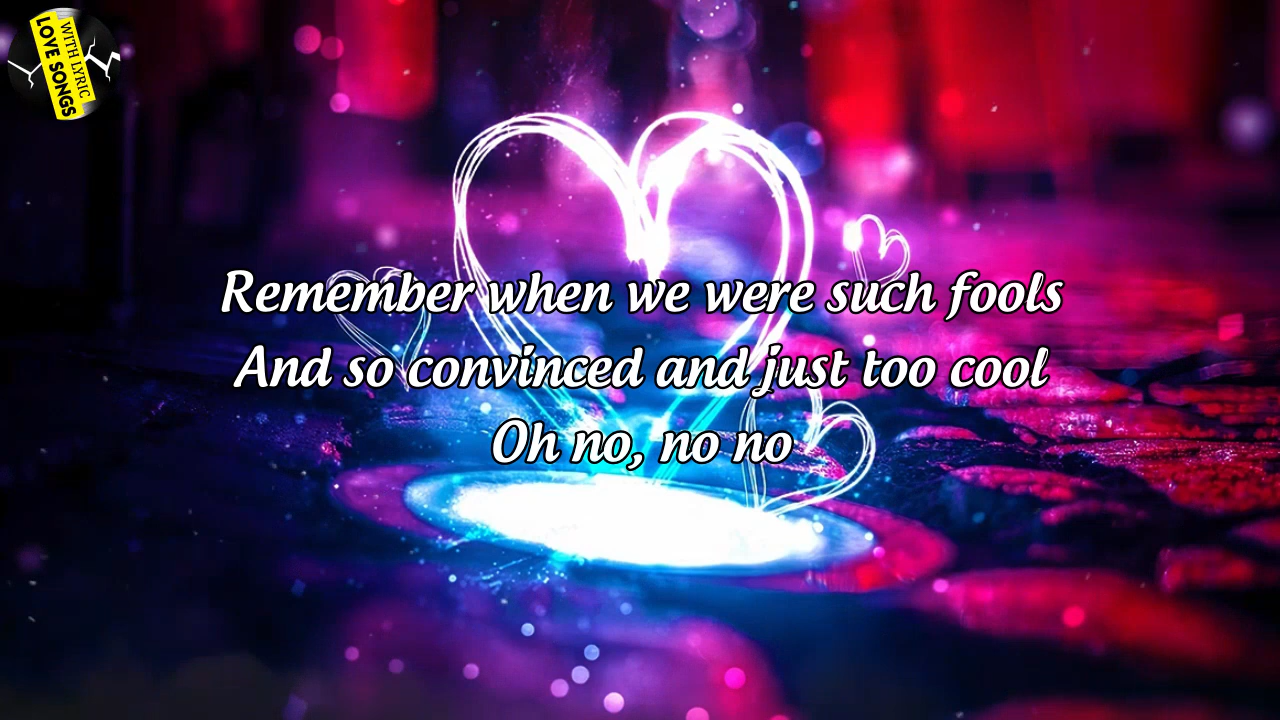 WITH LYRIC
LOVE SONGS
Remember when we were such fools
And so convinced and just too cool
Oh no, no no